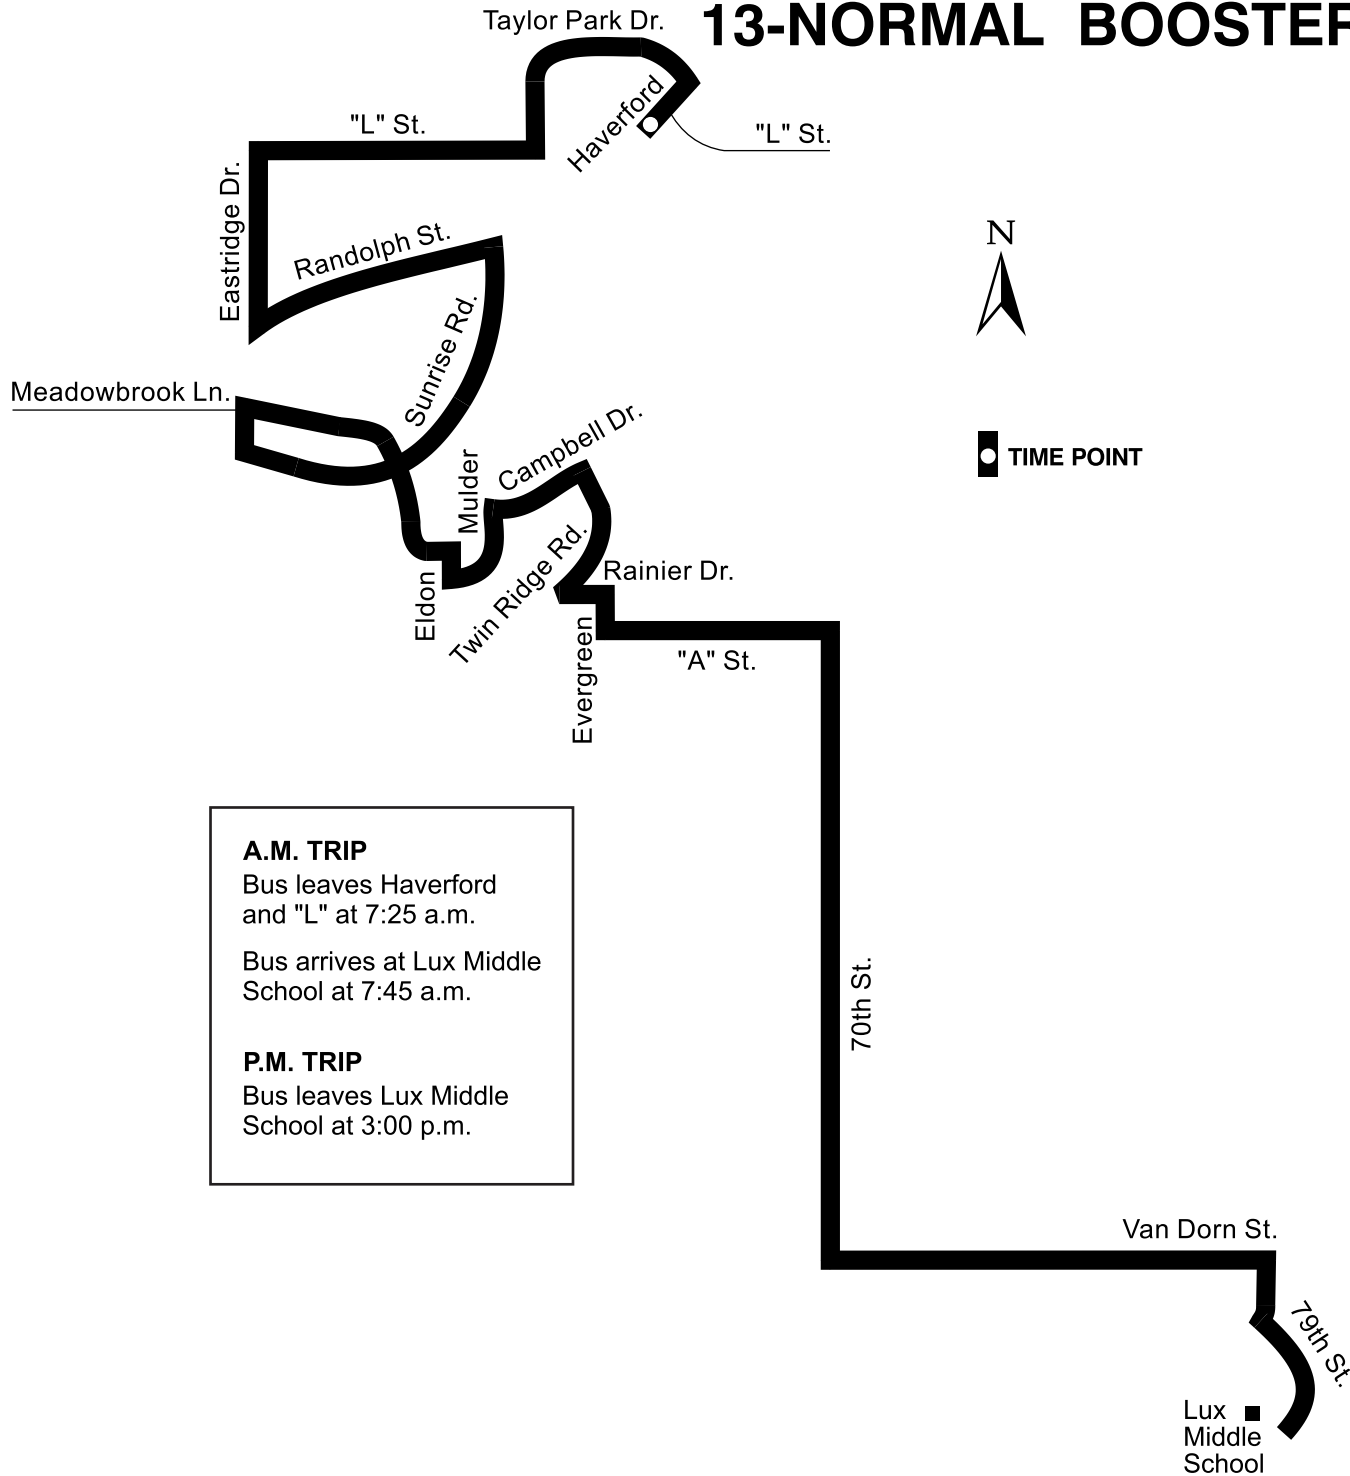 Taylor Park Dr.
13-NORMAL BOOSTER
Haverford
"L" St.
"L" St.
Eastridge Dr.
Randolph St.
N
Sunrise Rd.
Meadowbrook Ln.
Campbell Dr.
Mulder
TIME POINT
Twin Ridge Rd.
Rainier Dr.
Eldon
Evergreen
"A" St.
A.M. TRIP
Bus leaves Haverford
and "L" at 7:25 a.m.
Bus arrives at Lux Middle
School at 7:45 a.m.
P.M. TRIP
Bus leaves Lux Middle
School at 3:00 p.m.
70th St.
Van Dorn St.
79th St.
Lux
Middle
School